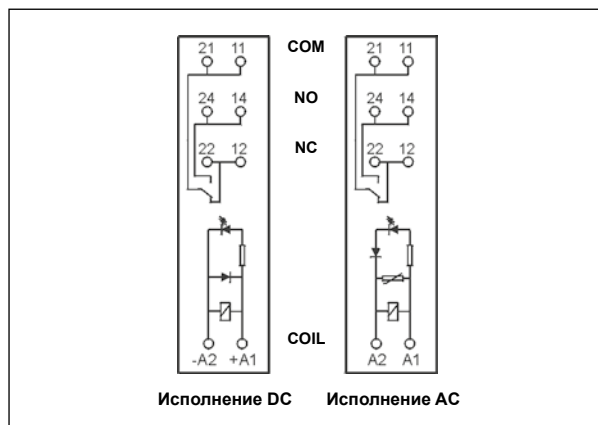 21 11 COM 21 11
24 14 NO 24 14
22 12 NC 22 12
COIL
-A2 +A1 A2 A1
Исполнение DC Исполнение AC